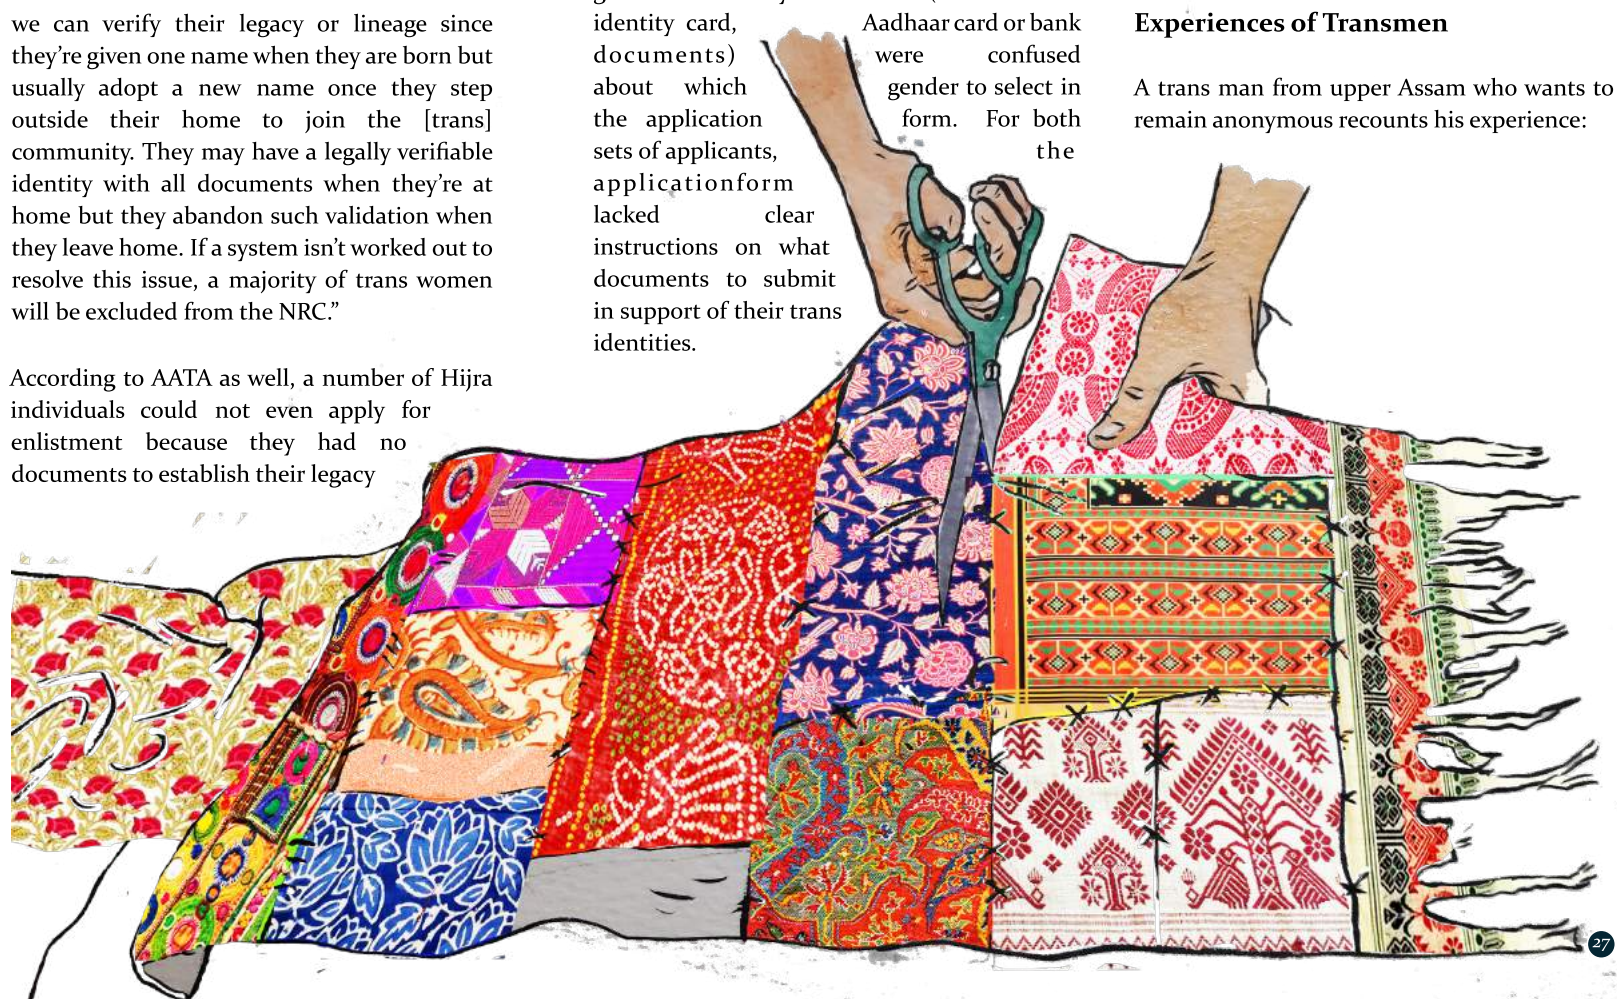 we can verify their legacy or lineage since
they're given one name when they are born but
usually adopt a new name once they step
outside their home to join the [trans]
community. They may have a legally verifiable
identity with all documents when they're at
home but they abandon such validation when
they leave home. If a system isn't worked out to
resolve this issue, a majority of trans women
will be excluded from the NRC.”
According to AATA as well, a number of Hijra
individuals could not even apply for
enlistment because they had no
documents to establish their legacy
identity card, Aadhaar card or bank
documents) were confused
about which gender to select in
the application form. For both
sets of applicants, the
applicationform
lacked clear
instructions on what
documents to submit
in support of their trans
identities.
Experiences of Transmen
A trans man from upper Assam who wants to
remain anonymous recounts his experience:
27